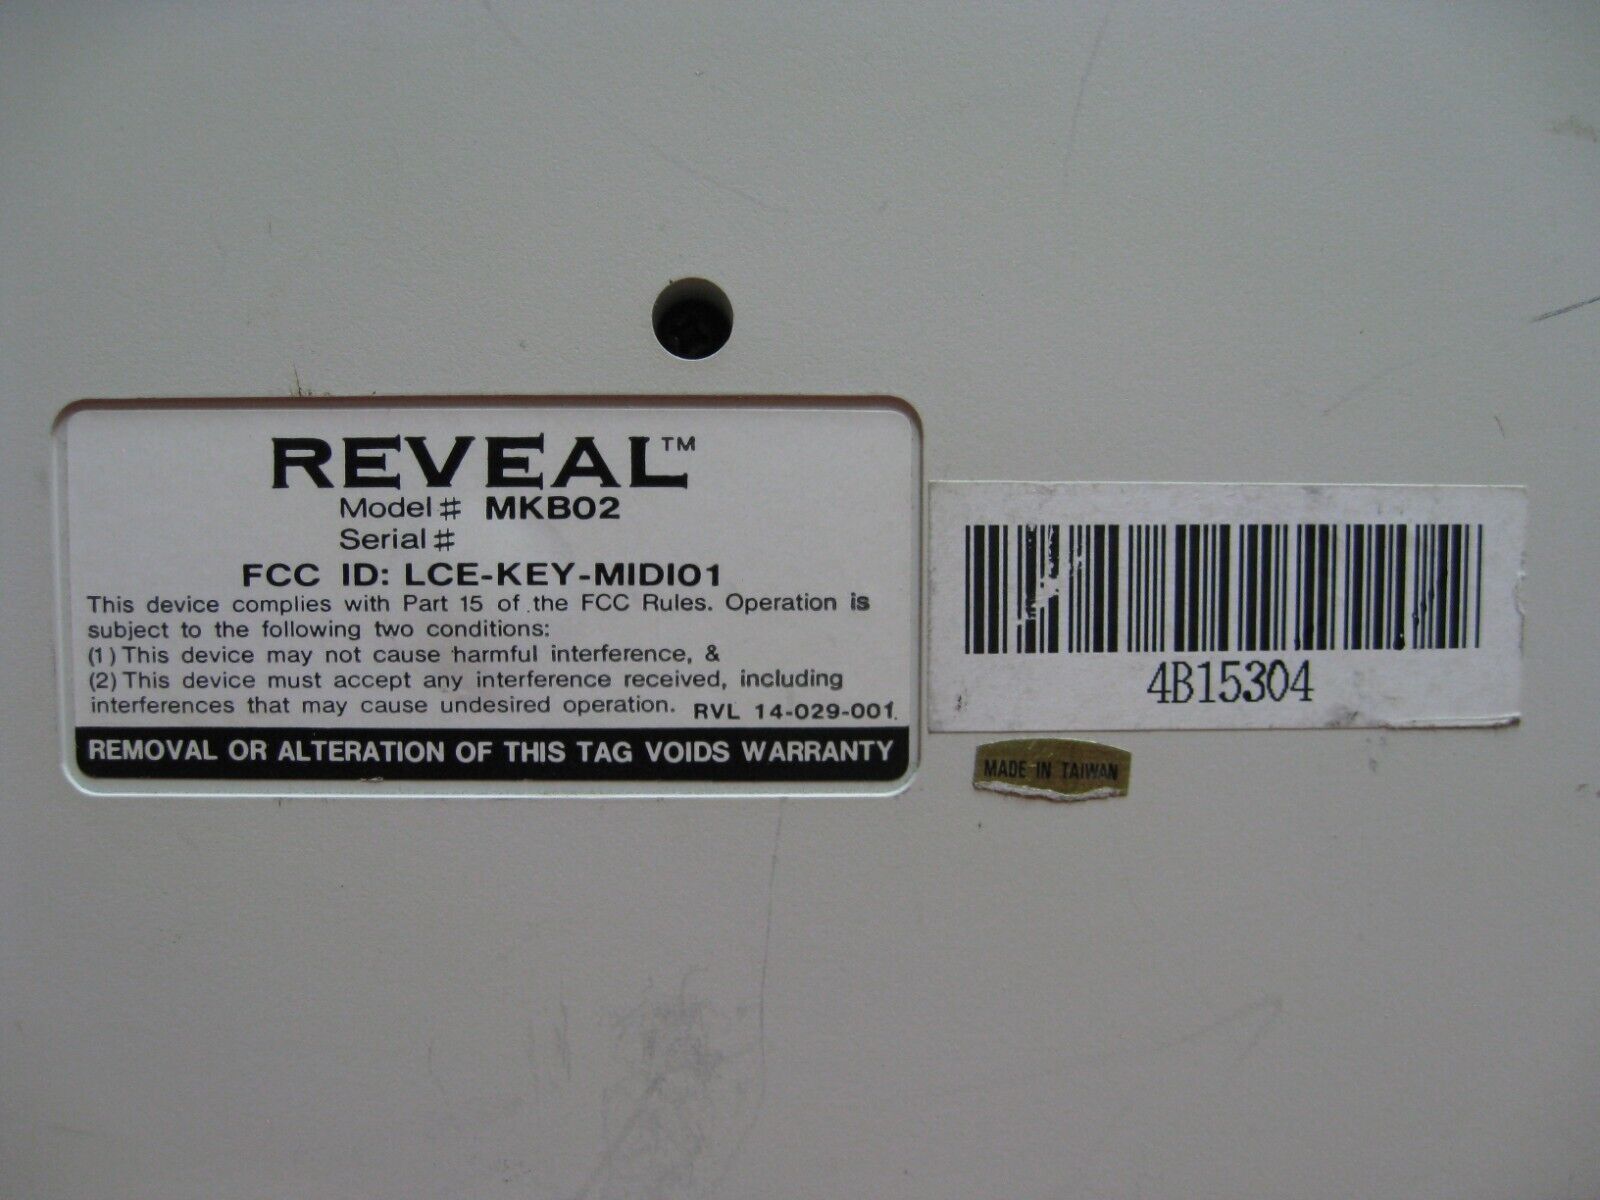 REVEAL™
Model # MKB02
Serial #
FCC ID: LCE-KEY-MIDI01
This device complies with Part 15 of the FCC Rules. Operation is
subject to the following two conditions:
(1) This device may not cause harmful interference, &
(2) This device must accept any interference received, including
interferences that may cause undesired operation. RVL 14-029-001
REMOVAL OR ALTERATION OF THIS TAG VOIDS WARRANTY
4B15304
MADE IN TAIWAN